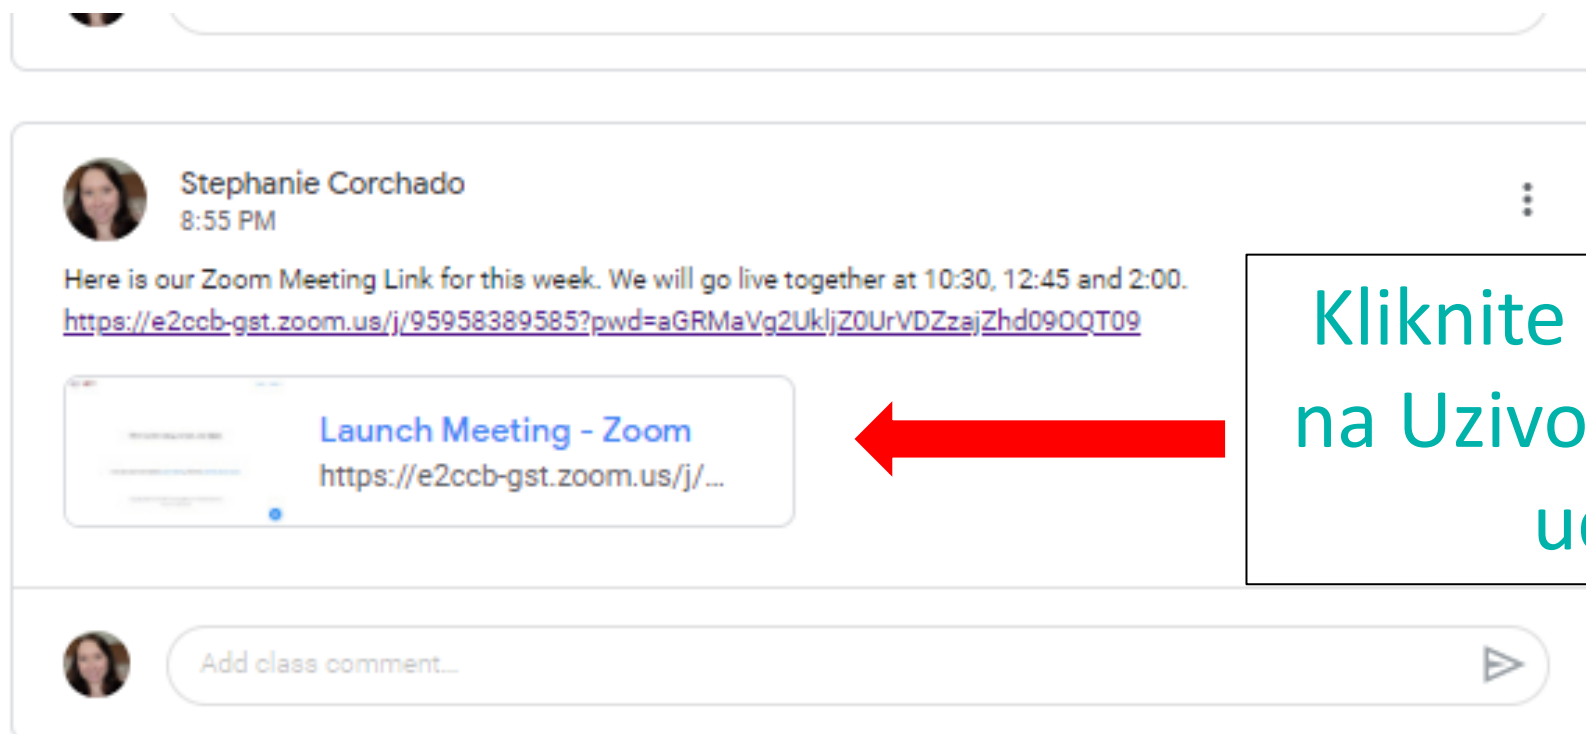 Stephanie Corchado
8:55 PM
Here is our Zoom Meeting Link for this week. We will go live together at 10:30, 12:45 and 2:00.
https://e2ccb-gst.zoom.us/j/95958389585?pwd=aGRMaVg2UkljZ0UrVDZzajZhd09OQT09
Launch Meeting - Zoom
https://e2ccb-gst.zoom.us/j/...
Kliknite
na Uzivo
Add class comment...